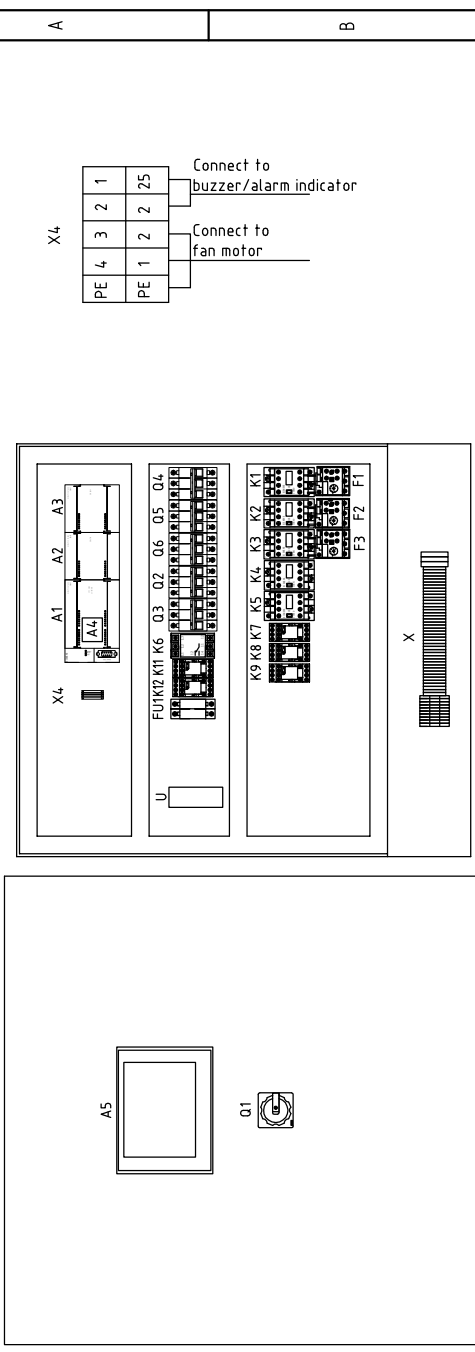 A
B
X4
1 25
2 2
3 2
4 1
PE PE
Connect to
buzzer/alarm indicator
Connect to
fan motor
X4
A1
A2
A3
A4
U
FU1 K12 K11 K6 Q3 Q2 Q6 Q5 Q4
K9 K8 K7 K5 K4 K3 K2 K1
F3 F2 F1
X
A5
Q1